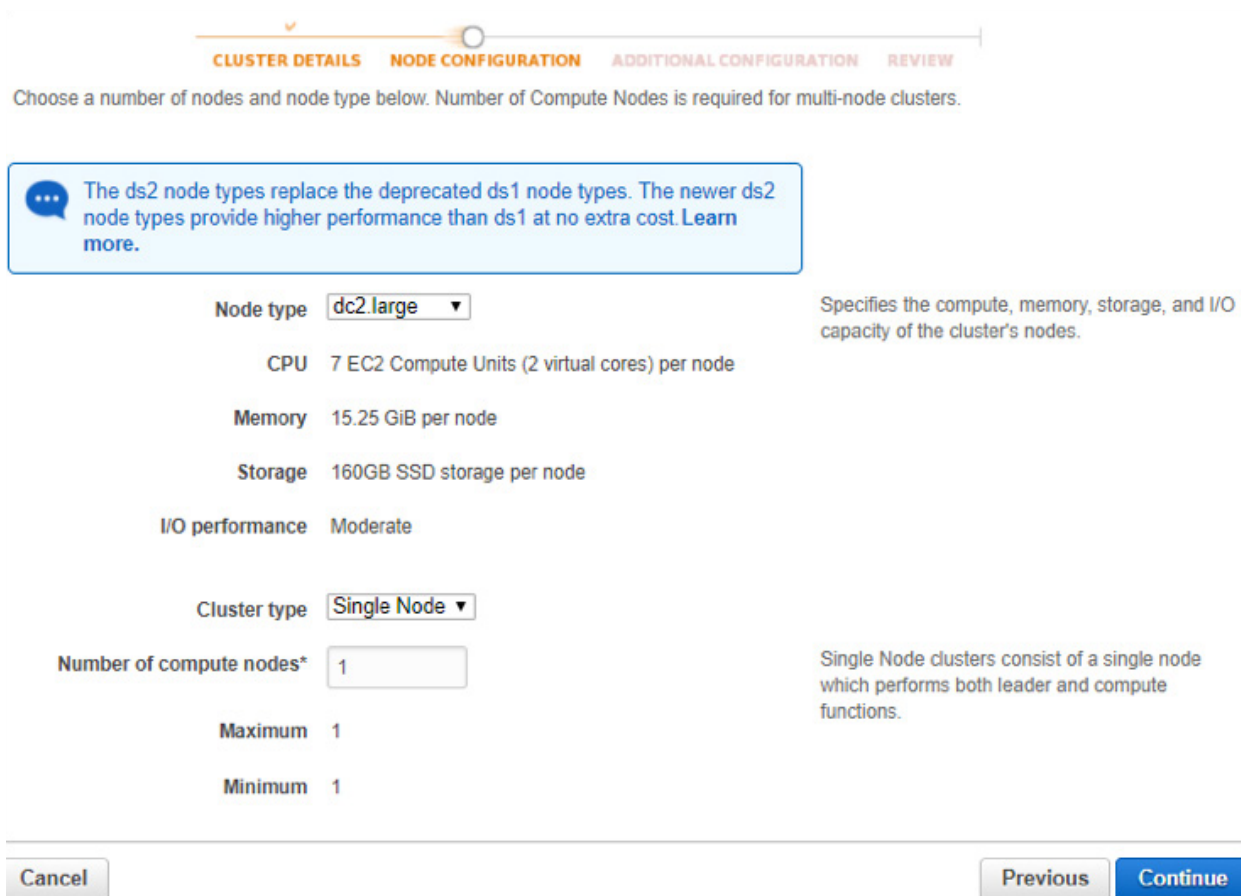 CLUSTER DETAILS NODE CONFIGURATION ADDITIONAL CONFIGURATION REVIEW
Choose a number of nodes and node type below. Number of Compute Nodes is required for multi-node clusters.
The ds2 node types replace the deprecated ds1 node types. The newer ds2
node types provide higher performance than ds1 at no extra cost. Learn
more.
Node type dc2.large
Specifies the compute, memory, storage, and I/O
capacity of the cluster's nodes.
CPU 7 EC2 Compute Units (2 virtual cores) per node
Memory 15.25 GiB per node
Storage 160GB SSD storage per node
I/O performance Moderate
Cluster type Single Node
Number of compute nodes* 1
Single Node clusters consist of a single node
which performs both leader and compute
functions.
Maximum 1
Minimum 1
Cancel Previous Continue